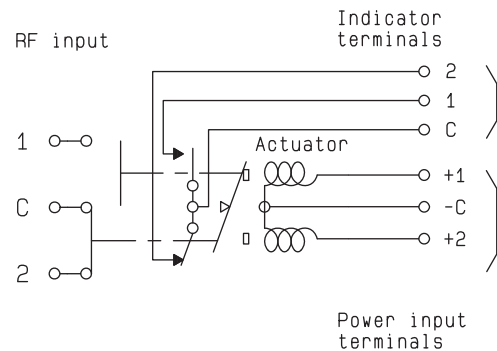 Indicator
terminals
RF input
2
1
C
1
Actuator
+1
C
-C
+2
2
Power input
terminals